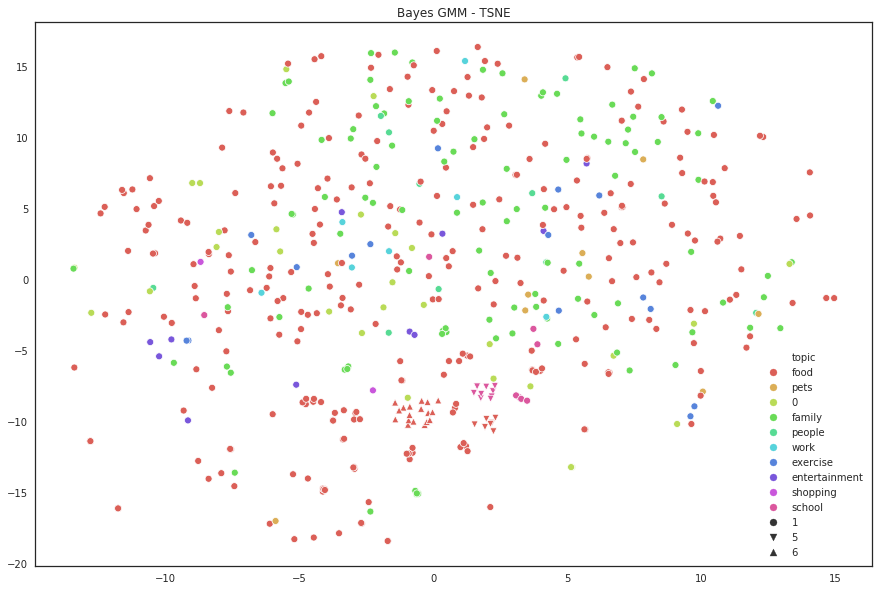 Bayes GMM - TSNE
15
10
5
0
−5
−10
−15
−20
−10
−5
0
5
10
15
topic
food
pets
0
family
people
work
exercise
entertainment
shopping
school
1
5
6